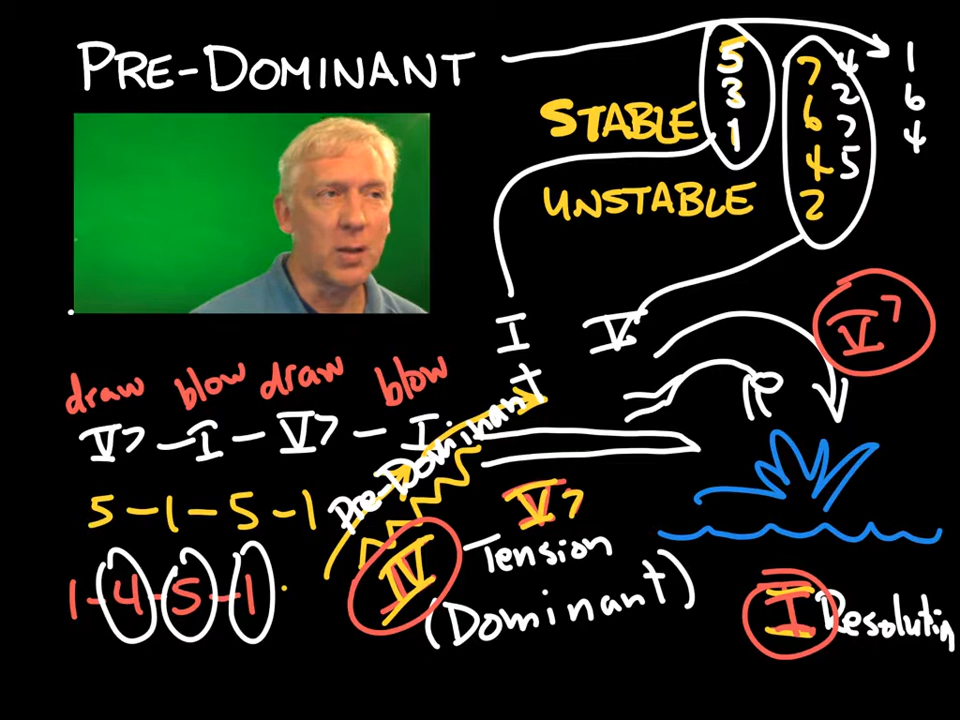 PRE-DOMINANT
5 7 4 1
3 6 2 6
1 4 7 4
2 5
STABLE
UNSTABLE
I V
V7
draw blow draw blow
V7 - I - V7 - I
Pre-Dominant
5 - 1 - 5 - 1
V7
Tension
IV
(Dominant)
1 - 4 - 5 - 1
I Resolution